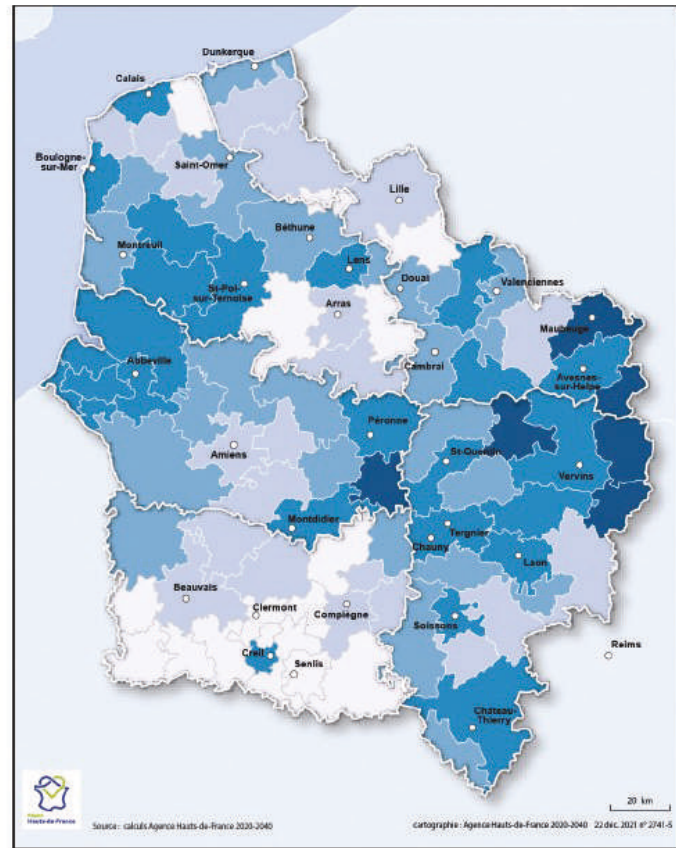 Dunkerque
Calais
Boulogne-
sur-Mer
Saint-Omer
Lille
Béthune
Montreuil
Lens
Douai
Valenciennes
St-Pol-
sur-Ternoise
Arras
Maubeuge
Cambrai
Avesnes-
sur-Helpe
Abbeville
Péronne
Amiens
St-Quentin
Vervins
Montdidier
Tergnier
Chauny
Laon
Beauvais
Clermont
Compiègne
Soissons
Creil
Senlis
Reims
Château-
Thierry
20 km
Hauts-de-France
Source : calculs Agence Hauts-de-France 2020-2040
cartographie : Agence Hauts-de-France 2020-2040 22 déc. 2021 n° 2741-S